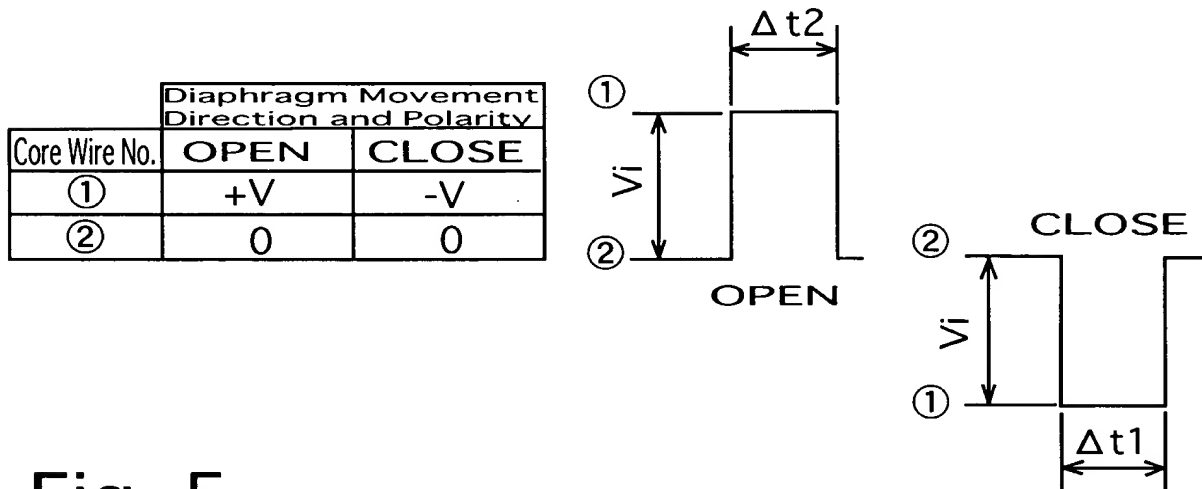 Diaphragm Movement
Direction and Polarity
Core Wire No. OPEN CLOSE
① +V -V
② 0 0
Δt2
①
Vi
②
OPEN
CLOSE
②
Vi
①
Δt1